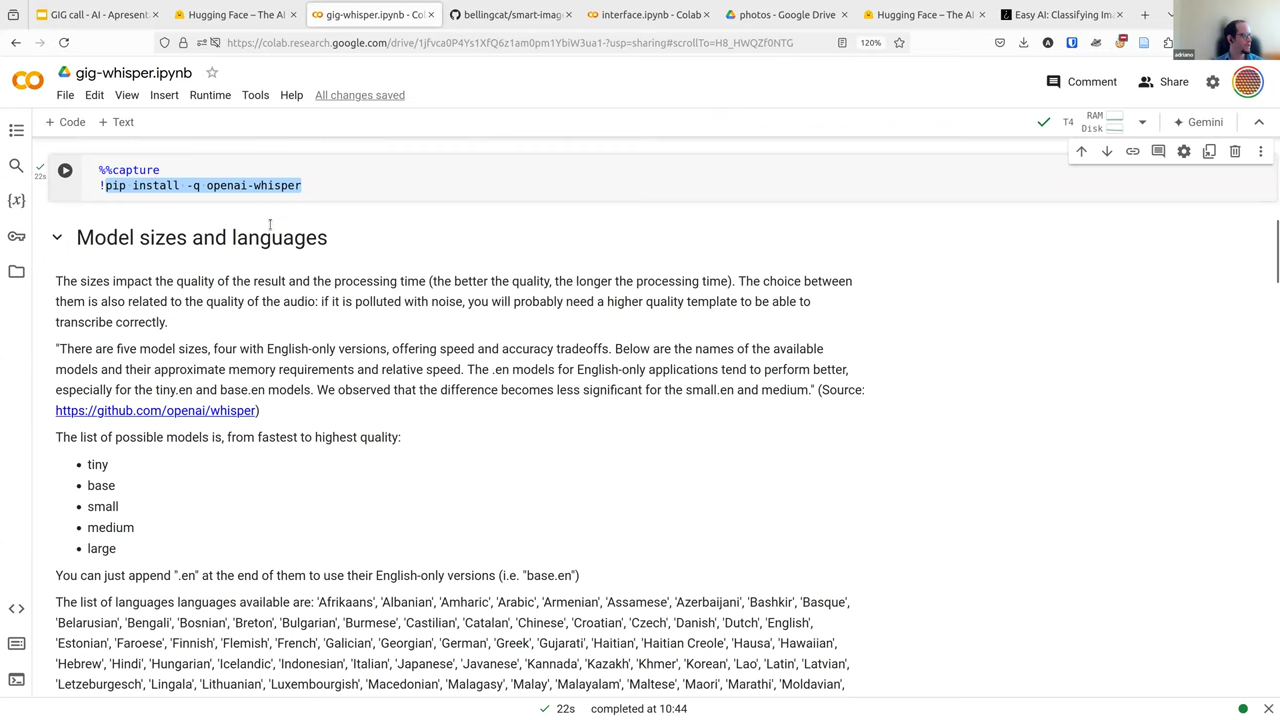 GIG call - AI - Apresent
Hugging Face – The AI
gig-whisper.ipynb - Col
bellingcat/smart-imag
interface.ipynb - Colab
photos - Google Drive
Hugging Face – The AI
Easy AI: Classifying Ima
https://colab.research.google.com/drive/1jfvca0P4Ys1XfQ6z1am0pm1YbiW3ua1-?usp=sharing#scrollTo=H8_HWQZf0NTG
120%
adriano
gig-whisper.ipynb
File Edit View Insert Runtime Tools Help All changes saved
Comment
Share
+ Code + Text
T4
RAM
Disk
Gemini
22s
%%capture
!pip install -q openai-whisper
Model sizes and languages
The sizes impact the quality of the result and the processing time (the better the quality, the longer the processing time). The choice between
them is also related to the quality of the audio: if it is polluted with noise, you will probably need a higher quality template to be able to
transcribe correctly.
"There are five model sizes, four with English-only versions, offering speed and accuracy tradeoffs. Below are the names of the available
models and their approximate memory requirements and relative speed. The .en models for English-only applications tend to perform better,
especially for the tiny.en and base.en models. We observed that the difference becomes less significant for the small.en and medium." (Source:
https://github.com/openai/whisper)
The list of possible models is, from fastest to highest quality:
• tiny
• base
• small
• medium
• large
You can just append ".en" at the end of them to use their English-only versions (i.e. "base.en")
The list of languages languages available are: 'Afrikaans', 'Albanian', 'Amharic', 'Arabic', 'Armenian', 'Assamese', 'Azerbaijani', 'Bashkir', 'Basque',
'Belarusian', 'Bengali', 'Bosnian', 'Breton', 'Bulgarian', 'Burmese', 'Castilian', 'Catalan', 'Chinese', 'Croatian', 'Czech', 'Danish', 'Dutch', 'English',
'Estonian', 'Faroese', 'Finnish', 'Flemish', 'French', 'Galician', 'Georgian', 'German', 'Greek', 'Gujarati', 'Haitian', 'Haitian Creole', 'Hausa', 'Hawaiian',
'Hebrew', 'Hindi', 'Hungarian', 'Icelandic', 'Indonesian', 'Italian', 'Japanese', 'Javanese', 'Kannada', 'Kazakh', 'Khmer', 'Korean', 'Lao', 'Latin', 'Latvian',
'Letzeburgesch', 'Lingala', 'Lithuanian', 'Luxembourgish', 'Macedonian', 'Malagasy', 'Malay', 'Malayalam', 'Maltese', 'Maori', 'Marathi', 'Moldavian',
22s completed at 10:44